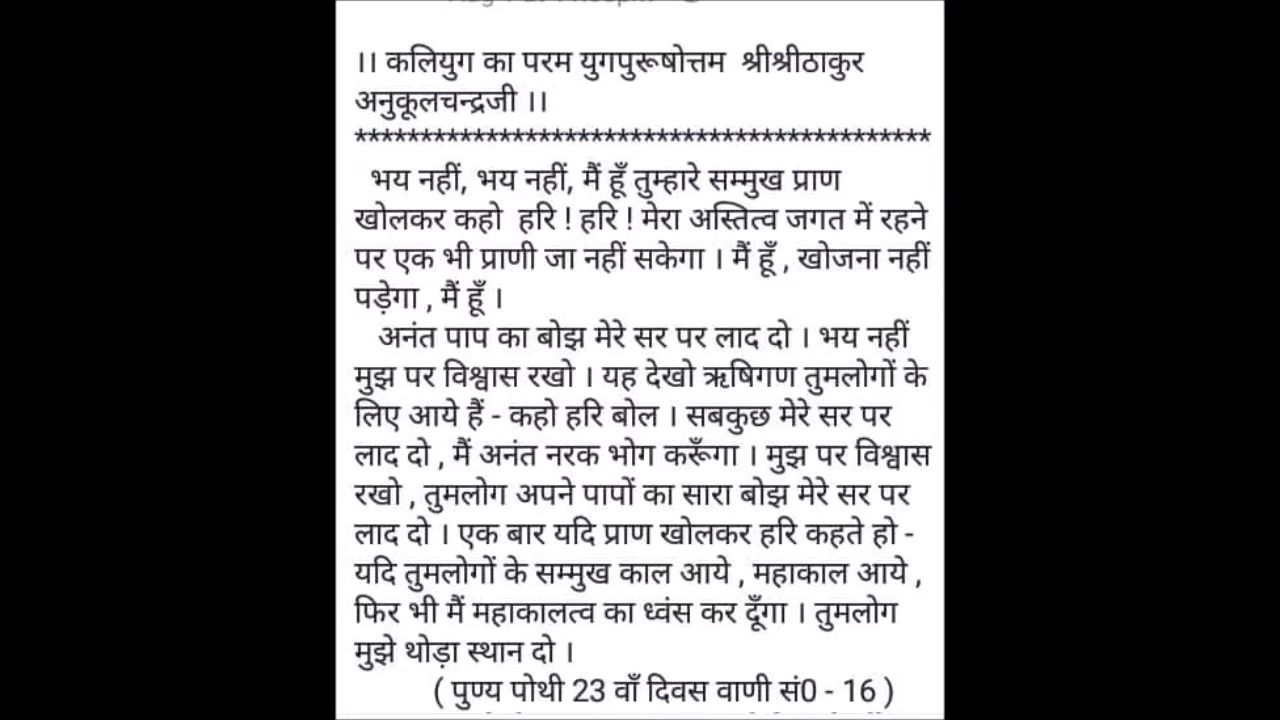 ।। कलियुग का परम युगपुरूषोत्तम श्रीश्रीठाकुर
अनुकूलचन्द्रजी ।।
********************************************
भय नहीं, भय नहीं, मैं हूँ तुम्हारे सम्मुख प्राण
खोलकर कहो हरि ! हरि ! मेरा अस्तित्व जगत में रहने
पर एक भी प्राणी जा नहीं सकेगा । मैं हूँ , खोजना नहीं
पड़ेगा , मैं हूँ ।
अनंत पाप का बोझ मेरे सर पर लाद दो । भय नहीं
मुझ पर विश्वास रखो । यह देखो ऋषिगण तुमलोगों के
लिए आये हैं - कहो हरि बोल । सबकुछ मेरे सर पर
लाद दो , मैं अनंत नरक भोग करूँगा । मुझ पर विश्वास
रखो , तुमलोग अपने पापों का सारा बोझ मेरे सर पर
लाद दो । एक बार यदि प्राण खोलकर हरि कहते हो -
यदि तुमलोगों के सम्मुख काल आये , महाकाल आये ,
फिर भी मैं महाकालत्व का ध्वंस कर दूँगा । तुमलोग
मुझे थोड़ा स्थान दो ।
( पुण्य पोथी 23 वाँ दिवस वाणी सं0 - 16 )